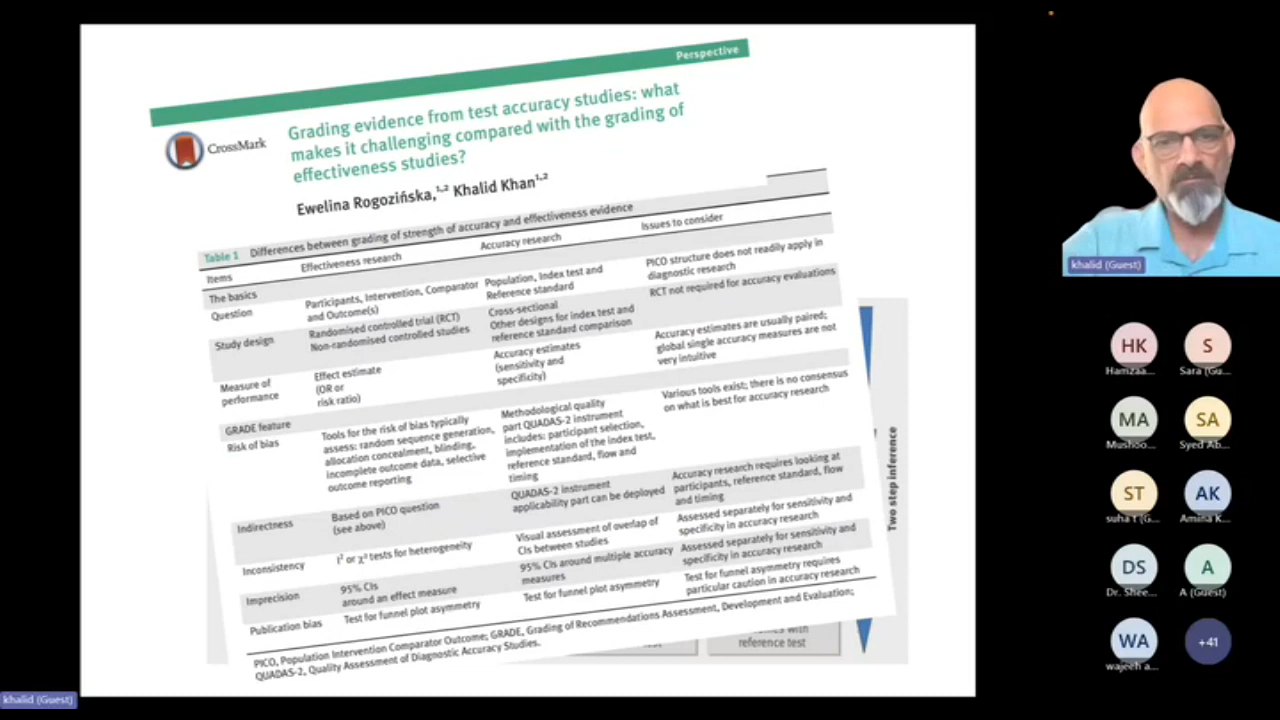 Perspective
CrossMark
Grading evidence from test accuracy studies: what
makes it challenging compared with the grading of
effectiveness studies?
Ewelina Rogozińska,1,2 Khalid Khan1,2
Table 1 Differences between grading of strength of accuracy and effectiveness evidence
Items
Effectiveness research
Accuracy research
Issues to consider
The basics
Question
Participants, Intervention, Comparator
and Outcome(s)
Population, Index test and
Reference standard
PICO structure does not readily apply in
diagnostic research
Study design
Randomised controlled trial (RCT)
Non-randomised controlled studies
Cross-sectional
Other designs for index test and
reference standard comparison
RCT not required for accuracy evaluations
Measure of
performance
Effect estimate
(OR or
risk ratio)
Accuracy estimates
(sensitivity and
specificity)
Accuracy estimates are usually paired;
global single accuracy measures are not
very intuitive
GRADE feature
Risk of bias
Tools for the risk of bias typically
assess: random sequence generation,
allocation concealment, blinding,
incomplete outcome data, selective
outcome reporting
Methodological quality
part QUADAS-2 instrument
includes: participant selection,
implementation of the index test,
reference standard, flow and
timing
Various tools exist; there is no consensus
on what is best for accuracy research
Indirectness
Based on PICO question
(see above)
QUADAS-2 instrument
applicability part can be deployed
Accuracy research requires looking at
participants, reference standard, flow
and timing
Inconsistency
I² or χ² tests for heterogeneity
Visual assessment of overlap of
CIs between studies
Assessed separately for sensitivity and
specificity in accuracy research
Imprecision
95% CIs
around an effect measure
95% CIs around multiple accuracy
measures
Assessed separately for sensitivity and
specificity in accuracy research
Publication bias
Test for funnel plot asymmetry
Test for funnel plot asymmetry
Test for funnel asymmetry requires
particular caution in accuracy research
PICO, Population Intervention Comparator Outcome; GRADE, Grading of Recommendations Assessment, Development and Evaluation;
QUADAS-2, Quality Assessment of Diagnostic Accuracy Studies.
Two step inference
with
reference test
khalid (Guest)
HK
Hamzaa...
S
Sara (Gu...
MA
Mushoo...
SA
Syed Ab...
ST
suha t (G...
AK
Amina K...
DS
Dr. Shee...
A
A (Guest)
WA
wajeeh a...
+41
khalid (Guest)